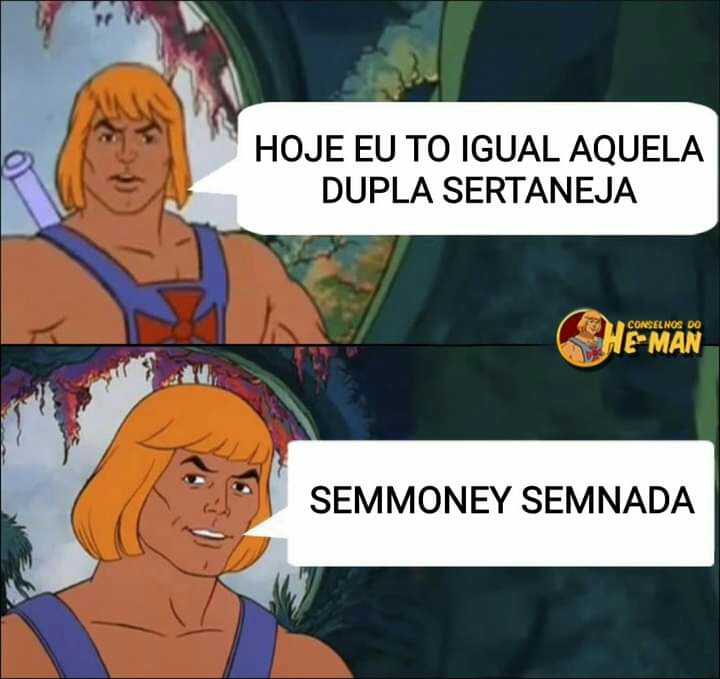 HOJE EU TO IGUAL AQUELA
DUPLA SERTANEJA
CONSELHOS DO
HE-MAN
SEMMONEY SEMNADA